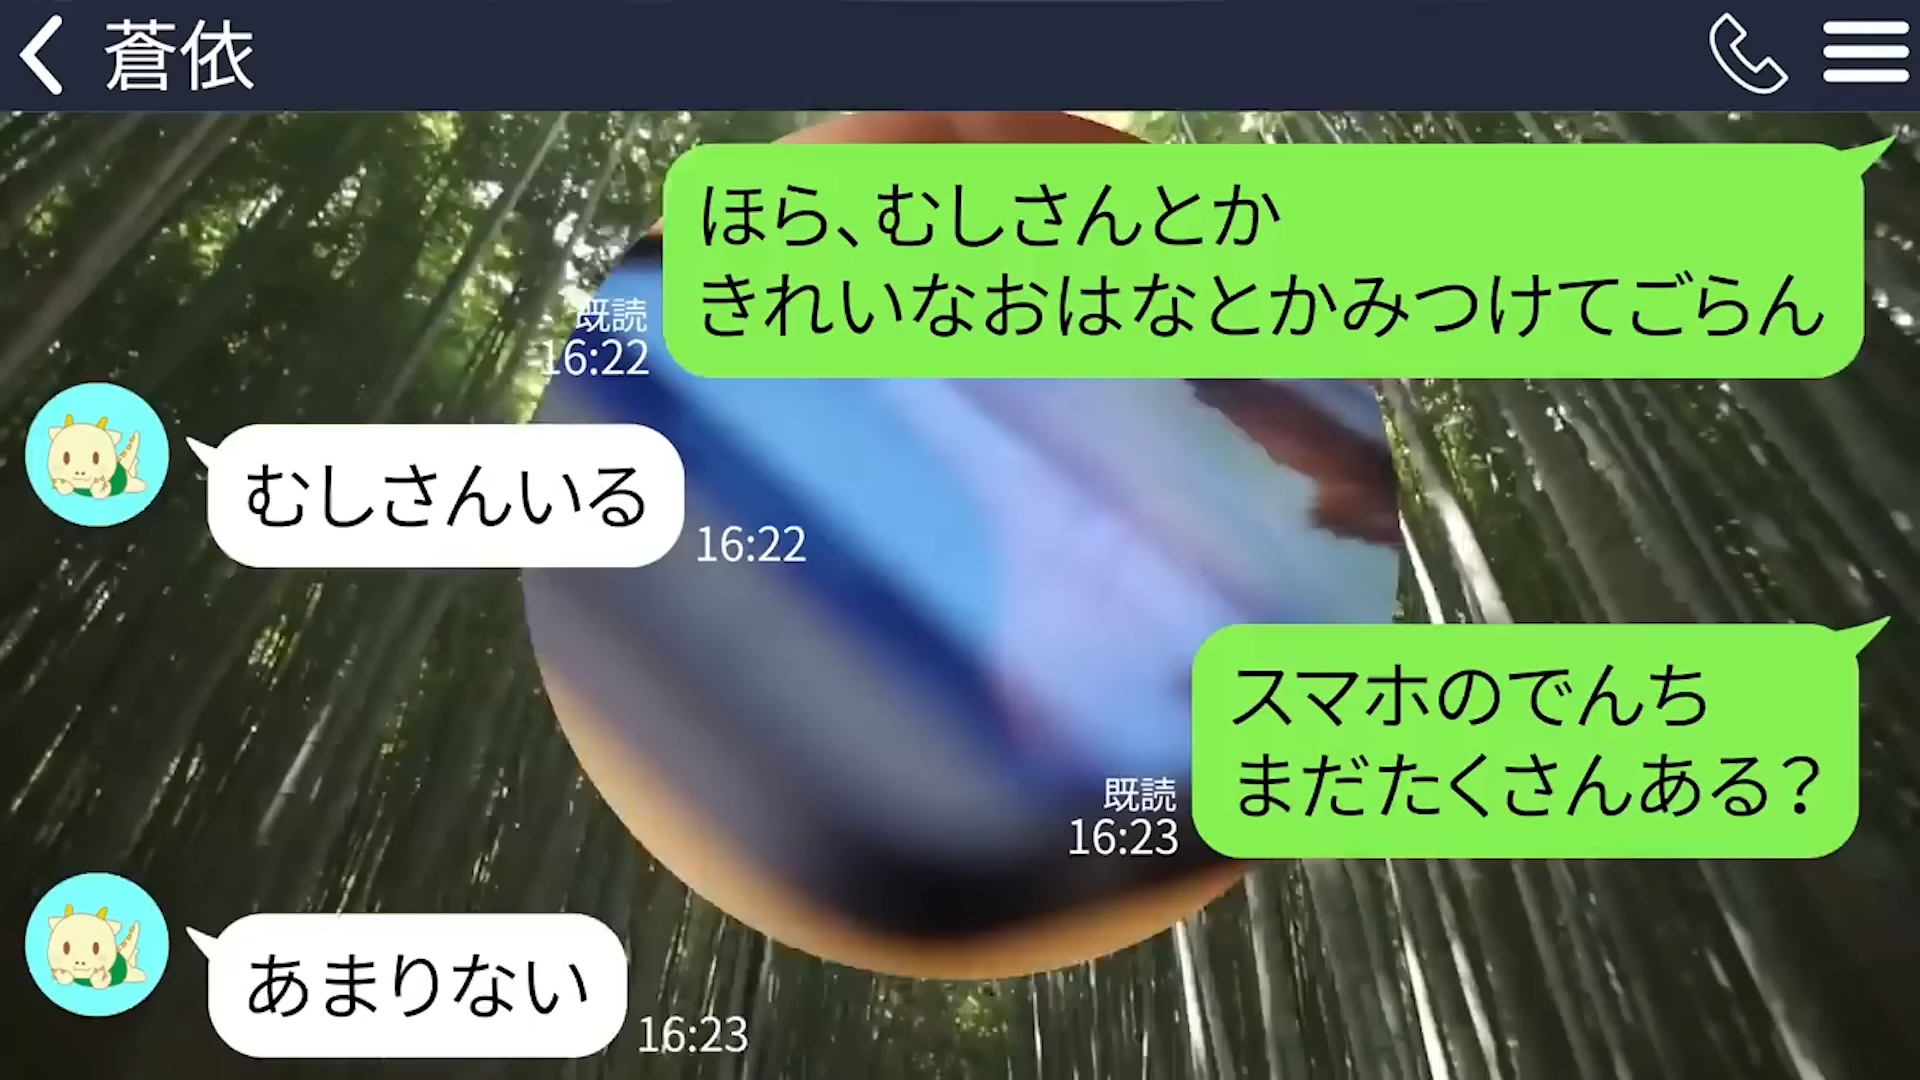 蒼依
ほら、むしさんとか
きれいなおはなとかみつけてごらん
既読
16:22
むしさんいる
16:22
スマホのでんち
まだたくさんある？
既読
16:23
あまりない
16:23